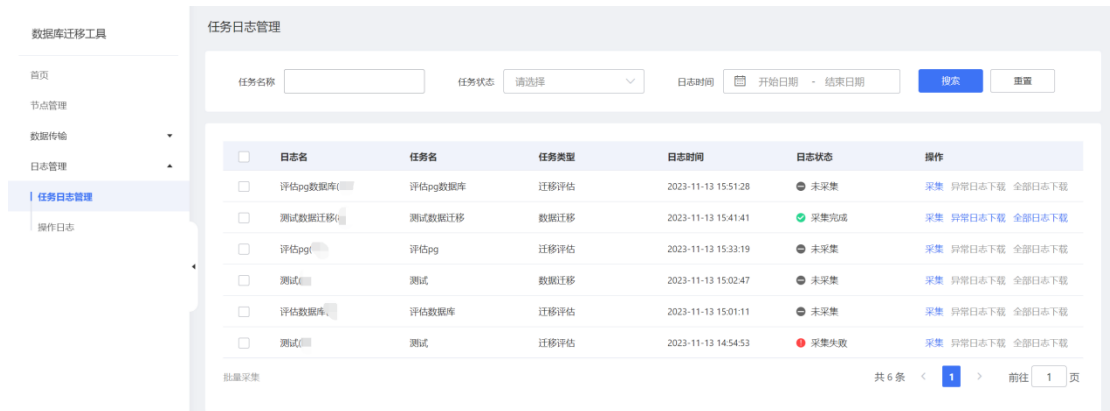 数据库迁移工具
首页
节点管理
数据传输
日志管理
任务日志管理
操作日志
任务日志管理
任务名称 任务状态 请选择 日志时间 开始日期 - 结束日期 搜索 重置
日志名 任务名 任务类型 日志时间 日志状态 操作
评估pg数据库( 评估pg数据库 迁移评估 2023-11-13 15:51:28 未采集 采集 异常日志下载 全部日志下载
测试数据迁移( 测试数据迁移 数据迁移 2023-11-13 15:41:41 采集完成 采集 异常日志下载 全部日志下载
评估pg( 评估pg 迁移评估 2023-11-13 15:33:19 未采集 采集 异常日志下载 全部日志下载
测试( 测试 数据迁移 2023-11-13 15:02:47 未采集 采集 异常日志下载 全部日志下载
评估数据库 评估数据库 迁移评估 2023-11-13 15:01:11 未采集 采集 异常日志下载 全部日志下载
测试( 测试 迁移评估 2023-11-13 14:54:53 采集失败 采集 异常日志下载 全部日志下载
批量采集 共 6 条 < 1 > 前往 1 页